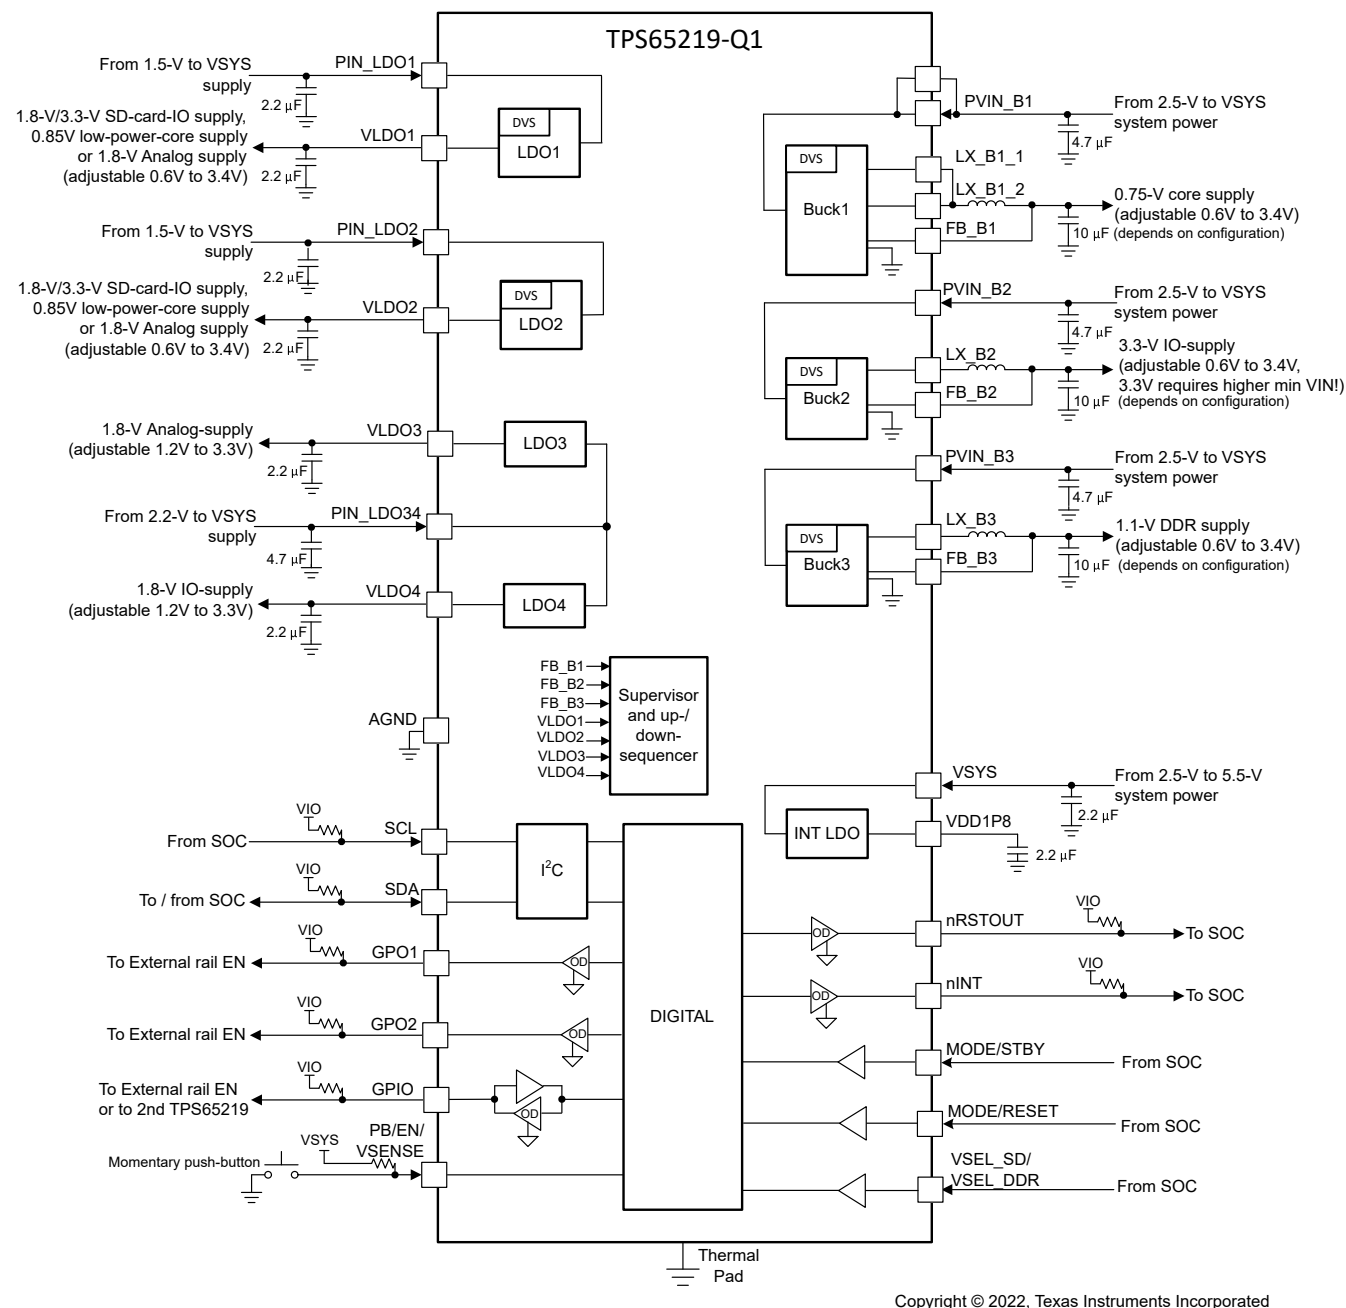 TPS65219-Q1
From 1.5-V to VSYS
supply
PIN_LDO1
2.2 μF
1.8-V/3.3-V SD-card-IO supply,
0.85V low-power-core supply
or 1.8-V Analog supply
(adjustable 0.6V to 3.4V)
VLDO1
2.2 μF
DVS
LDO1
From 1.5-V to VSYS
supply
PIN_LDO2
2.2 μF
1.8-V/3.3-V SD-card-IO supply,
0.85V low-power-core supply
or 1.8-V Analog supply
(adjustable 0.6V to 3.4V)
VLDO2
2.2 μF
DVS
LDO2
1.8-V Analog-supply
(adjustable 1.2V to 3.3V)
VLDO3
2.2 μF
LDO3
From 2.2-V to VSYS
supply
PIN_LDO34
4.7 μF
1.8-V IO-supply
(adjustable 1.2V to 3.3V)
VLDO4
2.2 μF
LDO4
PVIN_B1
From 2.5-V to VSYS
system power
4.7 μF
DVS
Buck1
LX_B1_1
LX_B1_2
FB_B1
0.75-V core supply
(adjustable 0.6V to 3.4V)
10 μF (depends on configuration)
PVIN_B2
From 2.5-V to VSYS
system power
4.7 μF
DVS
Buck2
LX_B2
FB_B2
3.3-V IO-supply
(adjustable 0.6V to 3.4V,
3.3V requires higher min VIN!)
10 μF (depends on configuration)
PVIN_B3
From 2.5-V to VSYS
system power
4.7 μF
DVS
Buck3
LX_B3
FB_B3
1.1-V DDR supply
(adjustable 0.6V to 3.4V)
10 μF (depends on configuration)
FB_B1
FB_B2
FB_B3
VLDO1
VLDO2
VLDO3
VLDO4
Supervisor
and up-/
down-
sequencer
AGND
VSYS
From 2.5-V to 5.5-V
system power
2.2 μF
INT LDO
VDD1P8
2.2 μF
VIO
From SOC
SCL
I2C
VIO
To / from SOC
SDA
VIO
To External rail EN
GPO1
OD
VIO
To External rail EN
GPO2
OD
VIO
To External rail EN
or to 2nd TPS65219
GPIO
OD
Momentary push-button
VSYS
PB/EN/
VSENSE
DIGITAL
OD
nRSTOUT
VIO
To SOC
OD
nINT
VIO
To SOC
MODE/STBY
From SOC
MODE/RESET
From SOC
VSEL_SD/
VSEL_DDR
From SOC
Thermal
Pad
Copyright © 2022, Texas Instruments Incorporated